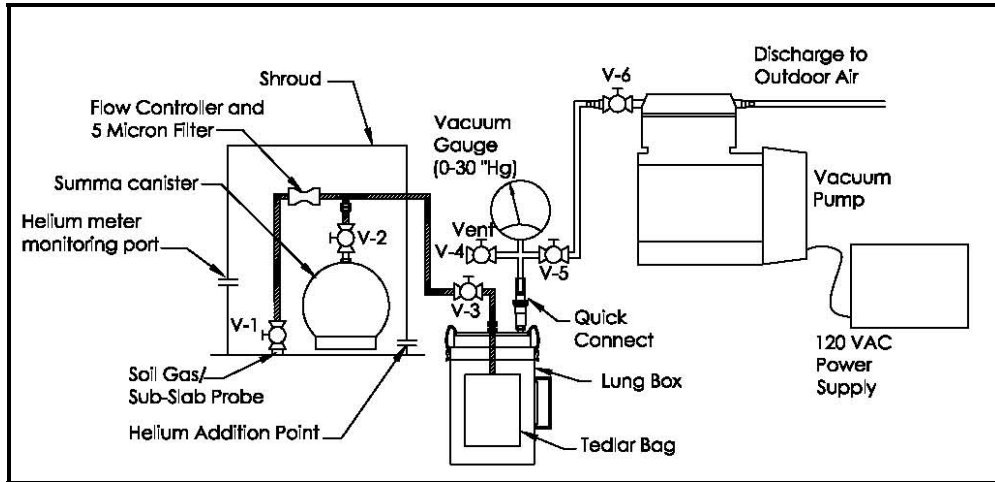 Shroud
Flow Controller and
5 Micron Filter
Summa canister
Helium meter
monitoring port
V-1
V-2
Soil Gas/
Sub-Slab Probe
Helium Addition Point
V-3
Vacuum
Gauge
(0-30 "Hg)
Vent
V-4
V-5
Quick
Connect
Lung Box
Tedlar Bag
V-6
Discharge to
Outdoor Air
Vacuum
Pump
120 VAC
Power
Supply